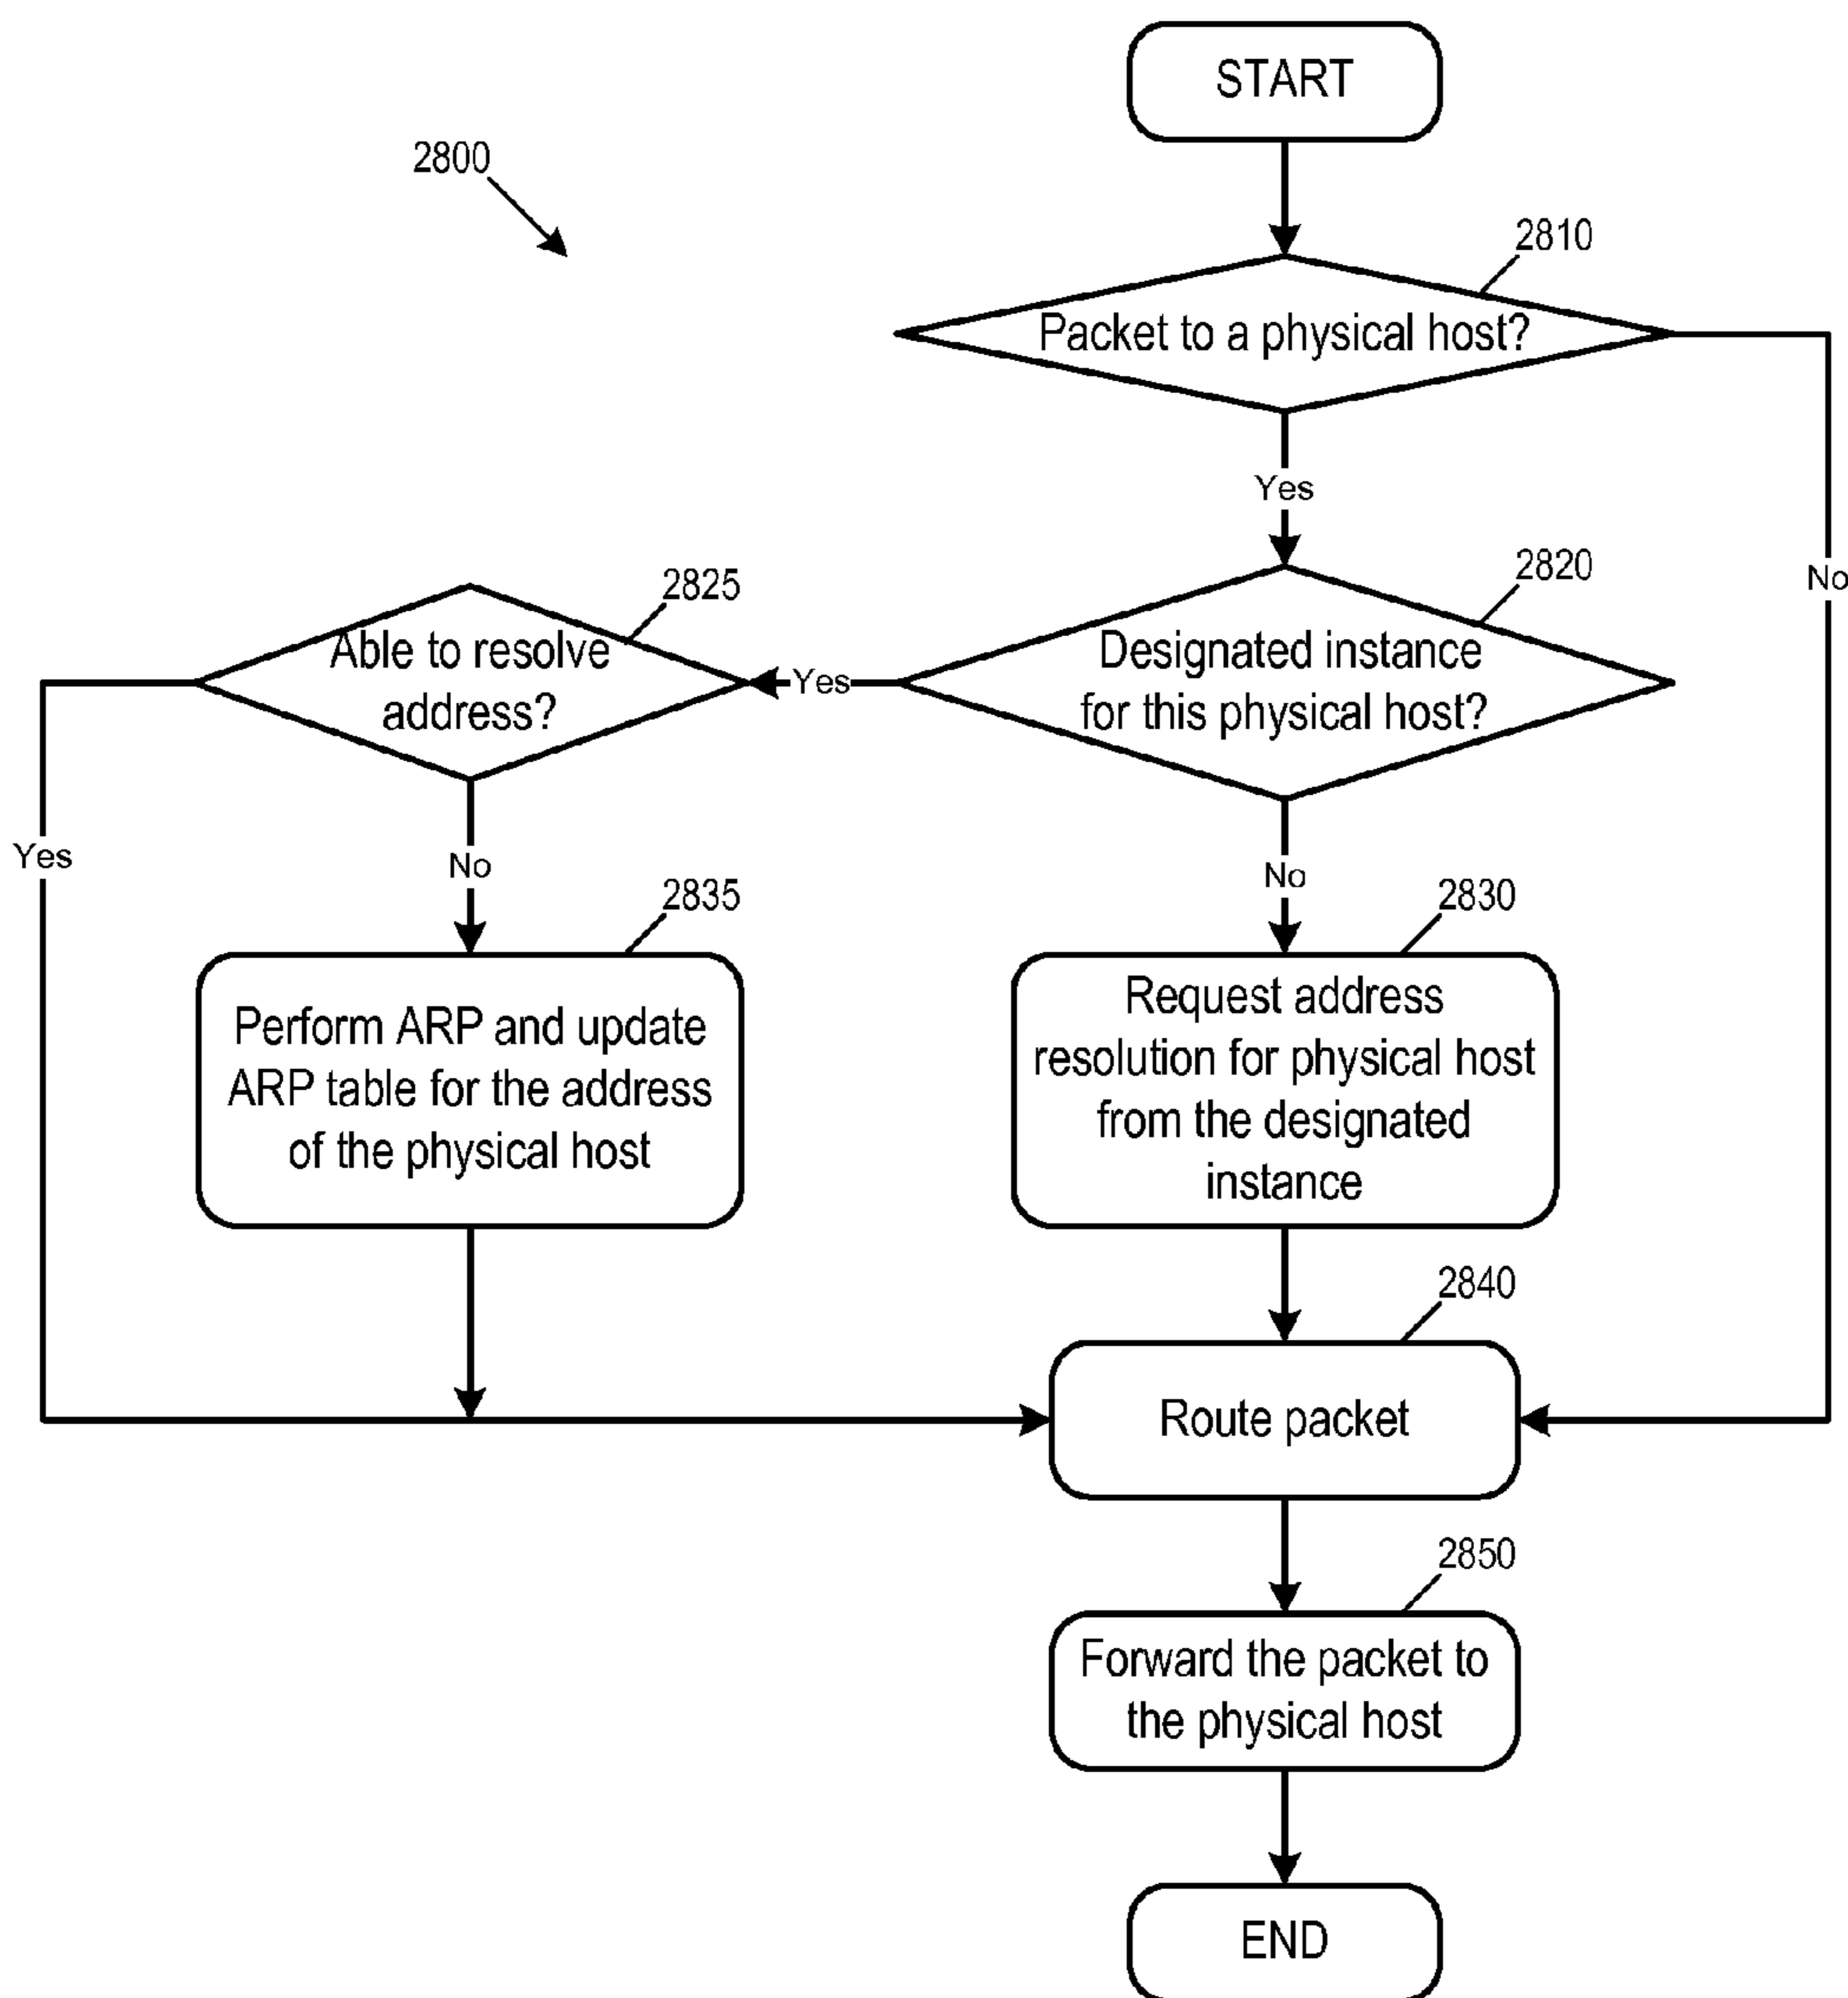 START
2800
2810
Packet to a physical host?
Yes
No
2825
2820
Able to resolve
address?
Yes
Designated instance
for this physical host?
Yes
No
No
2835
2830
Perform ARP and update
ARP table for the address
of the physical host
Request address
resolution for physical host
from the designated
instance
2840
Route packet
2850
Forward the packet to
the physical host
END